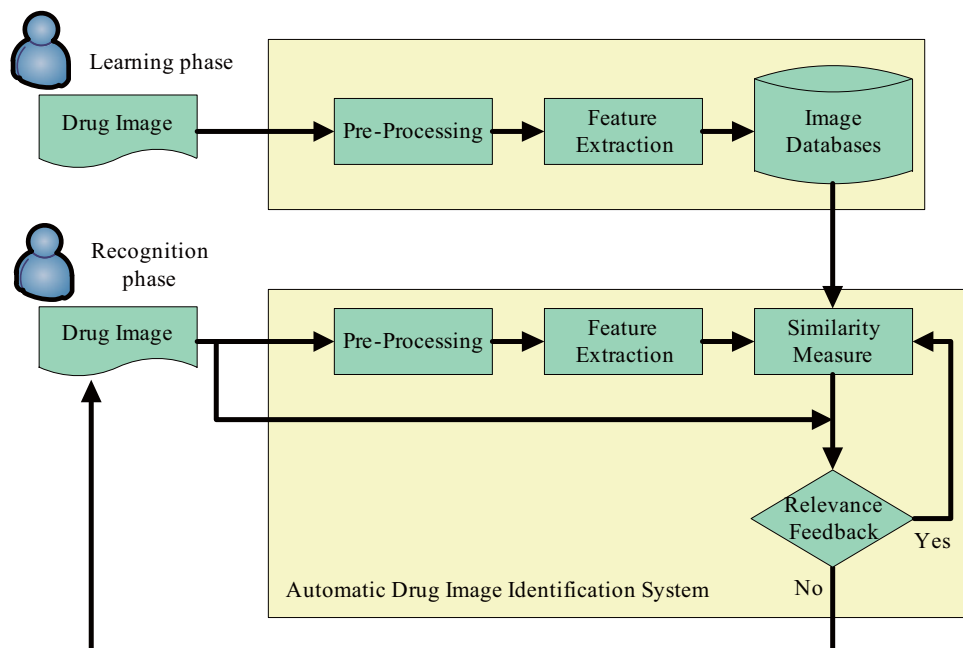 Learning phase
Drug Image
Pre-Processing
Feature
Extraction
Image
Databases
Recognition
phase
Drug Image
Pre-Processing
Feature
Extraction
Similarity
Measure
Relevance
Feedback
Yes
No
Automatic Drug Image Identification System